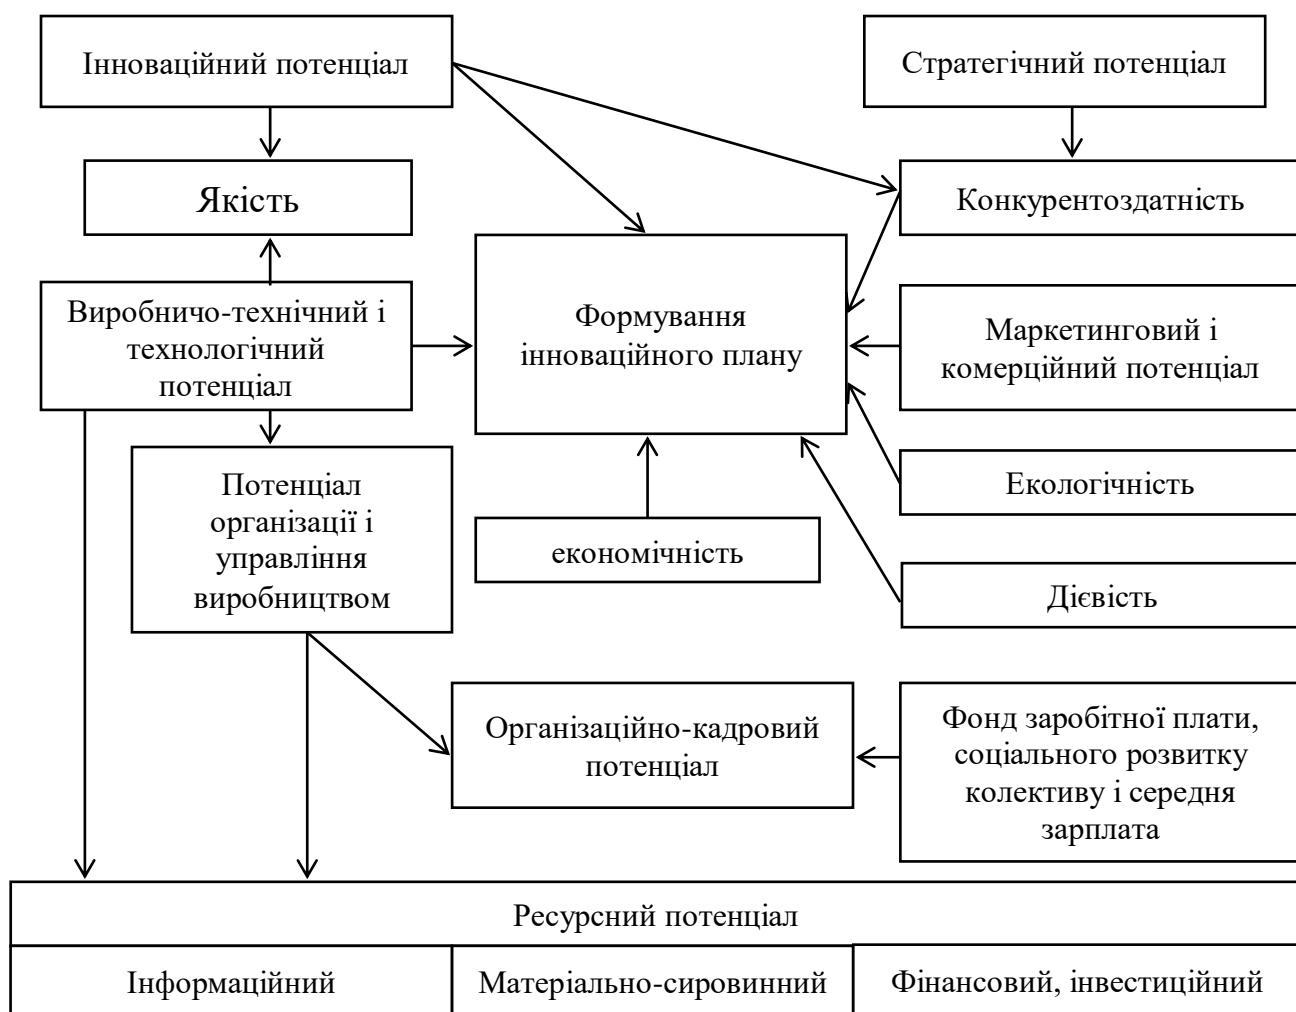 Інноваційний потенціал
Стратегічний потенціал
Якість
Конкурентоздатність
Виробничо-технічний і
технологічний
потенціал
Формування
інноваційного плану
Маркетинговий і
комерційний потенціал
Потенціал
організації і
управління
виробництвом
економічність
Екологічність
Дієвість
Організаційно-кадровий
потенціал
Фонд заробітної плати,
соціального розвитку
колективу і середня
зарплата
Ресурсний потенціал
Інформаційний
Матеріально-сировинний
Фінансовий, інвестиційний